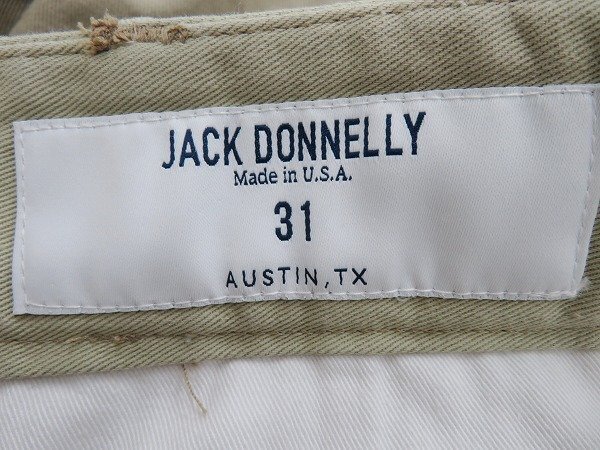 JACK DONNELLY
Made in U.S.A.
31
AUSTIN, TX